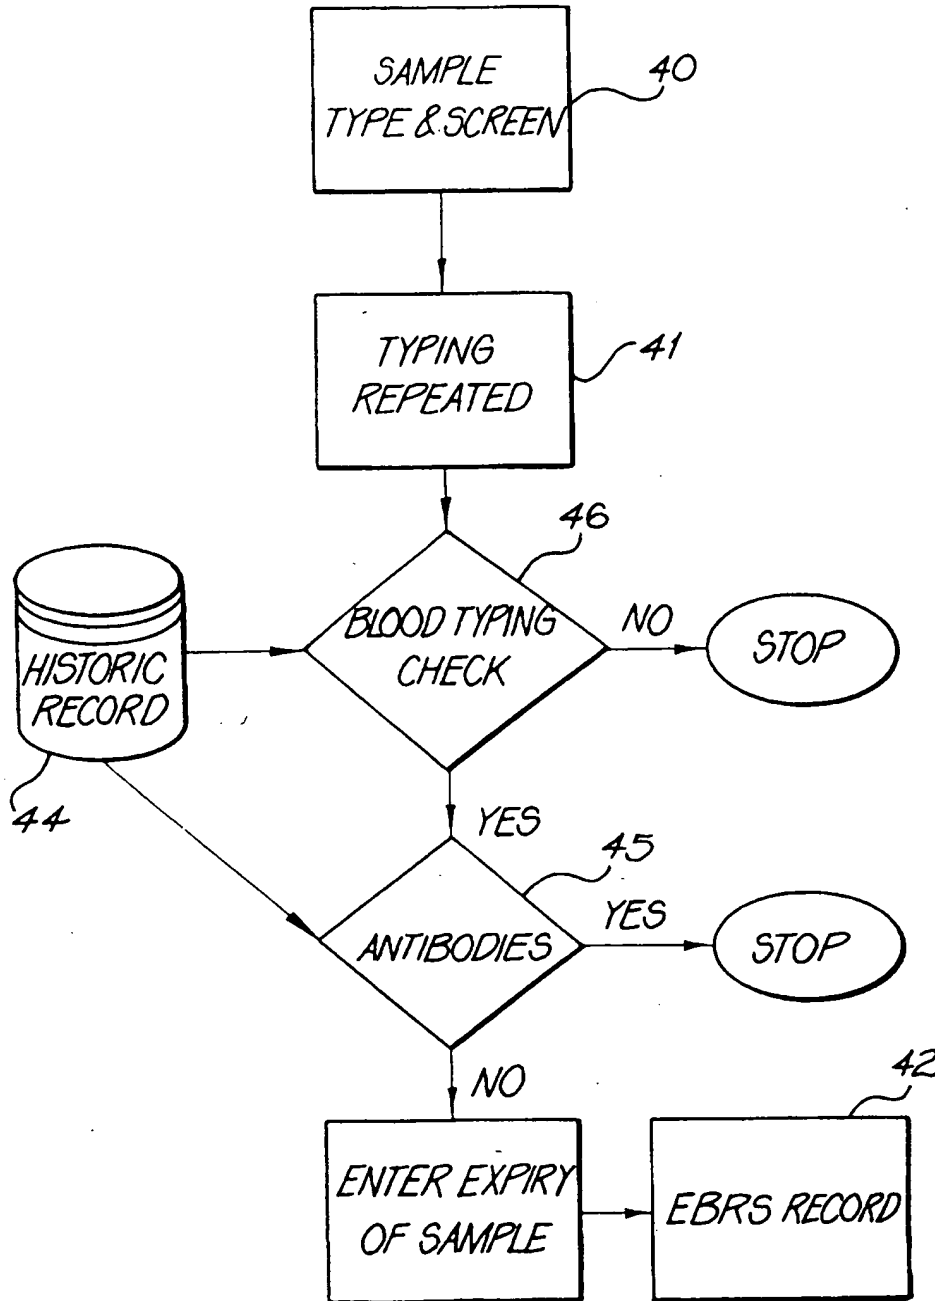 SAMPLE
TYPE & SCREEN
40
TYPING
REPEATED
41
46
BLOOD TYPING
CHECK
NO
STOP
HISTORIC
RECORD
44
YES
45
ANTIBODIES
YES
STOP
NO
42
ENTER EXPIRY
OF SAMPLE
EBRS RECORD